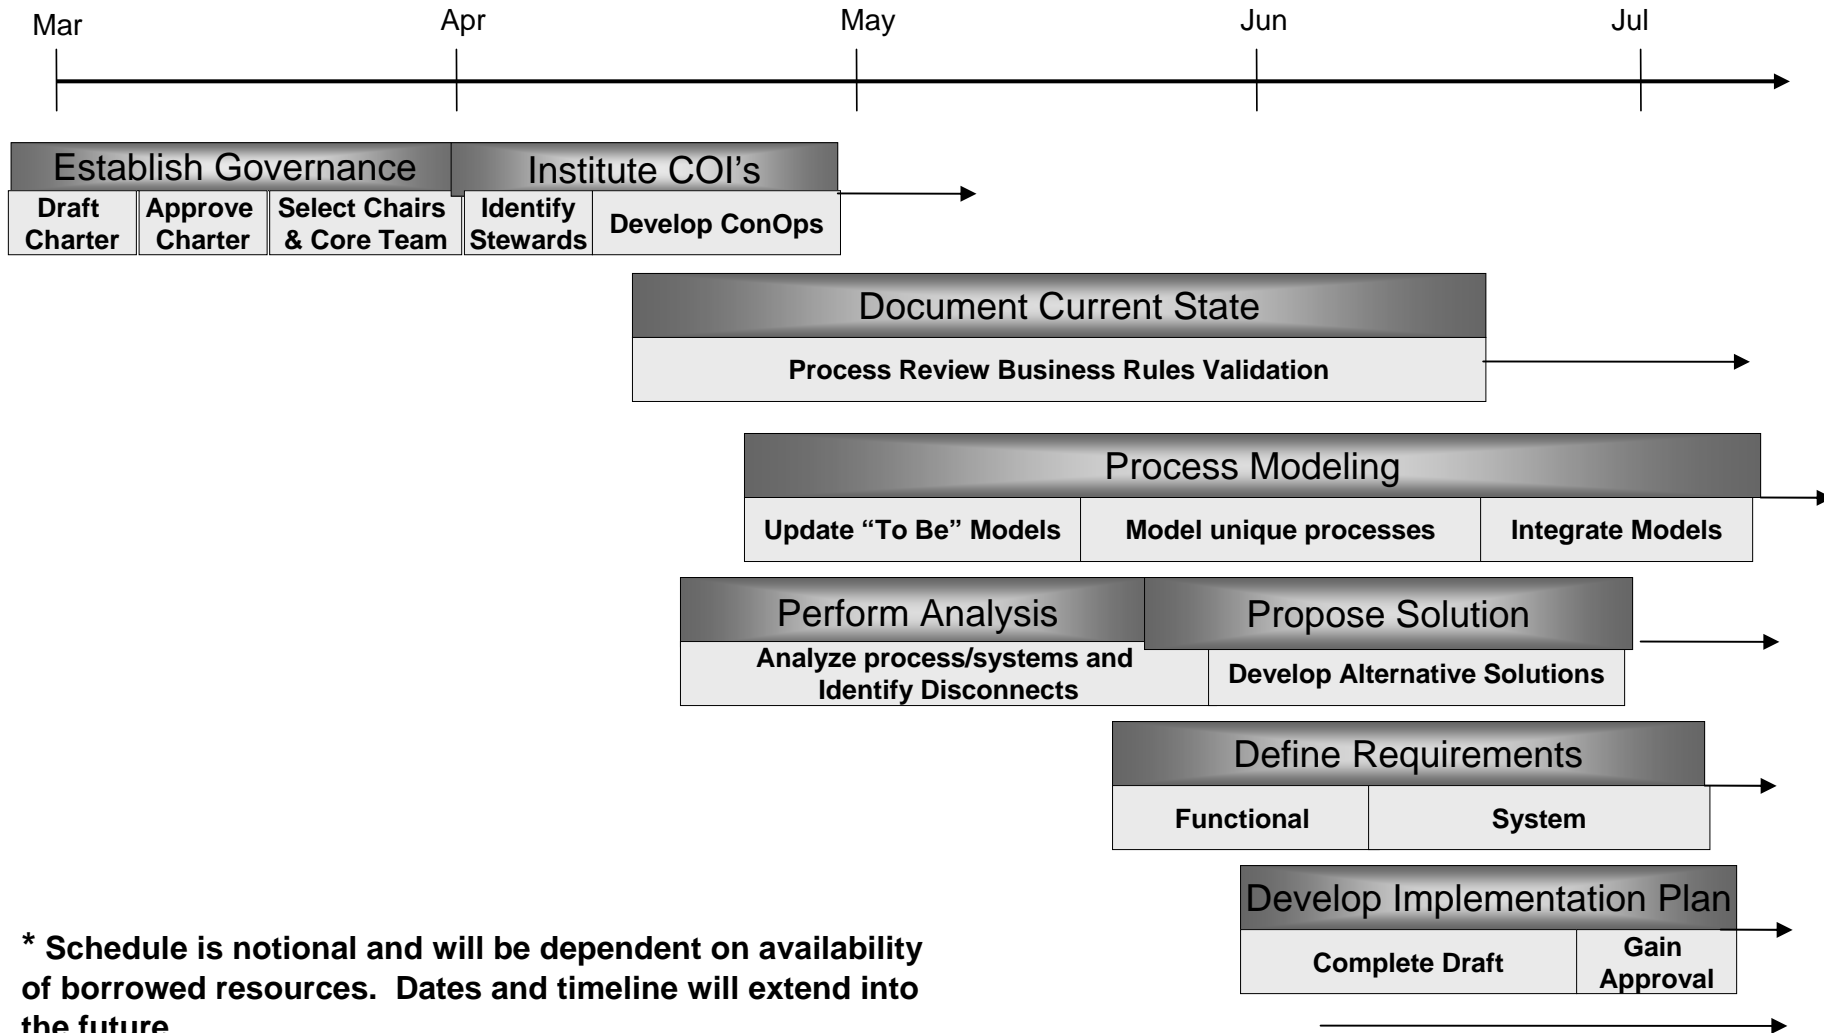 Mar Apr May Jun Jul
Establish Governance Institute COI's
Draft Charter
Approve Charter
Select Chairs & Core Team
Identify Stewards
Develop ConOps
Document Current State
Process Review Business Rules Validation
Process Modeling
Update “To Be” Models Model unique processes Integrate Models
Perform Analysis Propose Solution
Analyze process/systems and
Identify Disconnects
Develop Alternative Solutions
Define Requirements
Functional System
Develop Implementation Plan
Complete Draft
Gain Approval
* Schedule is notional and will be dependent on availability
of borrowed resources. Dates and timeline will extend into
the future